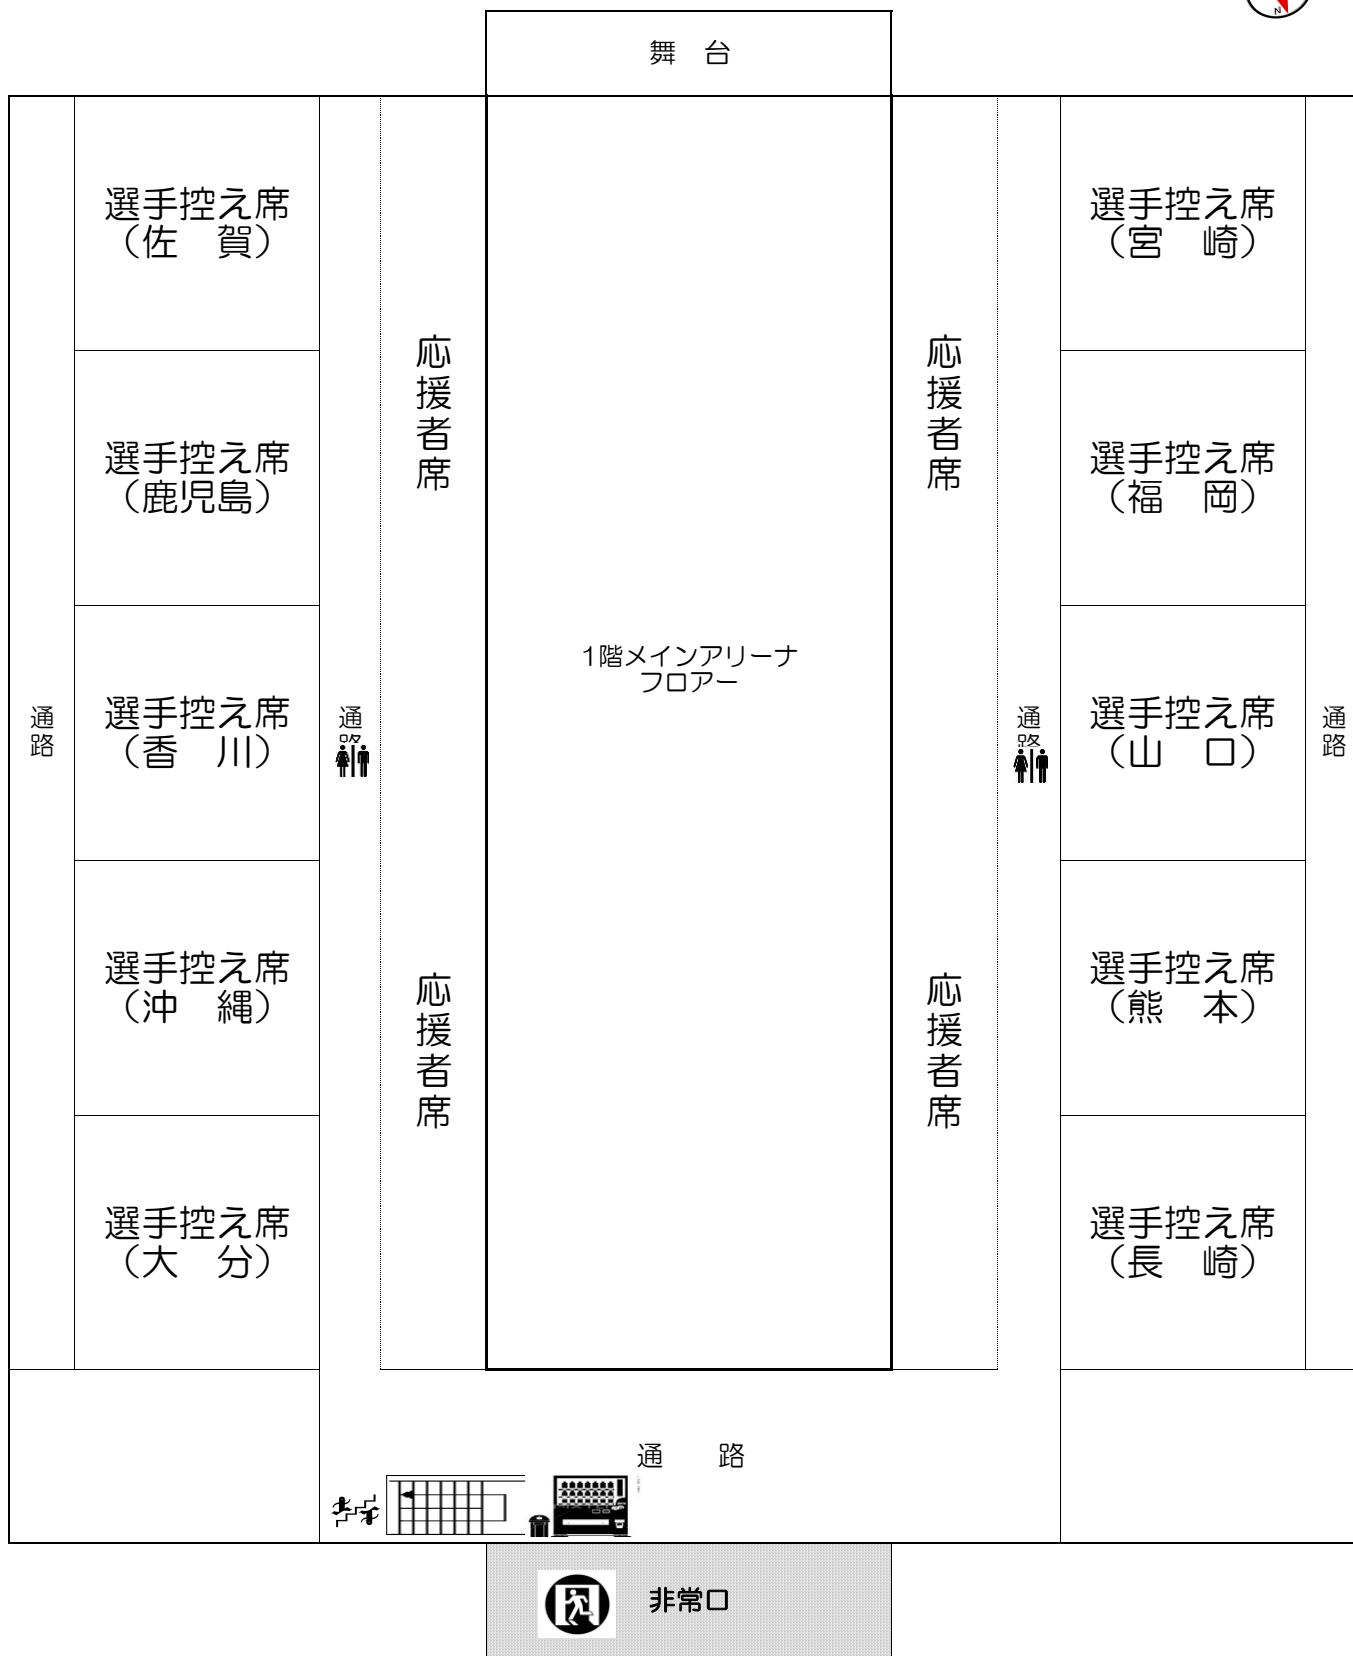 N
舞　台
選手控え席
（佐　賀）
選手控え席
（宮　崎）
応援者席
応援者席
選手控え席
（鹿児島）
選手控え席
（福　岡）
1階メインアリーナ
フロアー
通路
選手控え席
（香　川）
通路
通路
選手控え席
（山　口）
通路
選手控え席
（沖　縄）
応援者席
応援者席
選手控え席
（熊　本）
選手控え席
（大　分）
選手控え席
（長　崎）
通　路
非常口